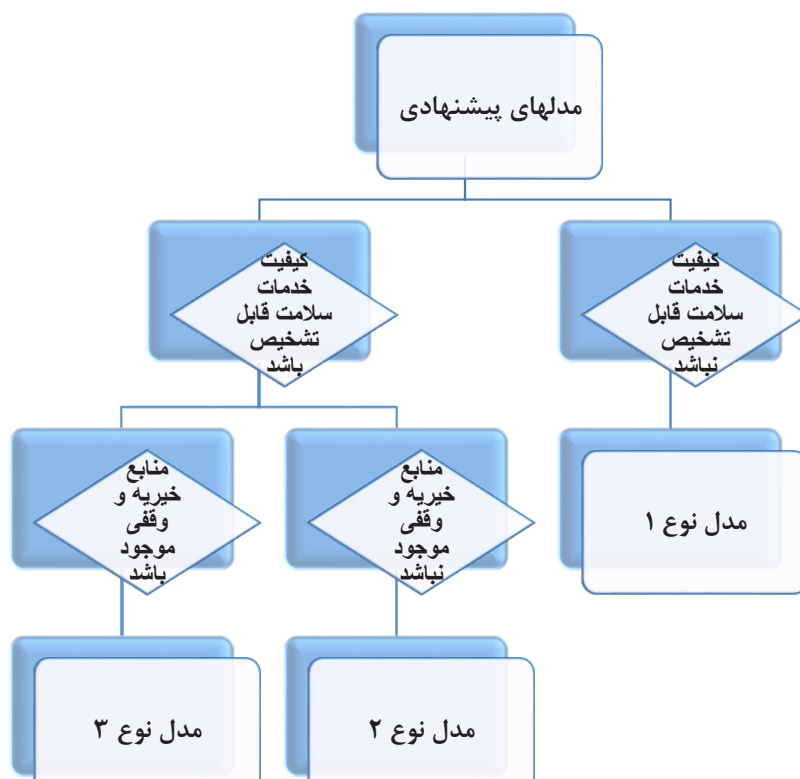 مدلهای پیشنهادی
کیفیت
خدمات
سلامت قابل
تشخیص
نباشد
کیفیت
خدمات
سلامت قابل
تشخیص
باشد
مدل نوع ۱
منابع
خیریه و
وقفی
موجود
نباشد
منابع
خیریه و
وقفی
موجود
باشد
مدل نوع ۲
مدل نوع ۳